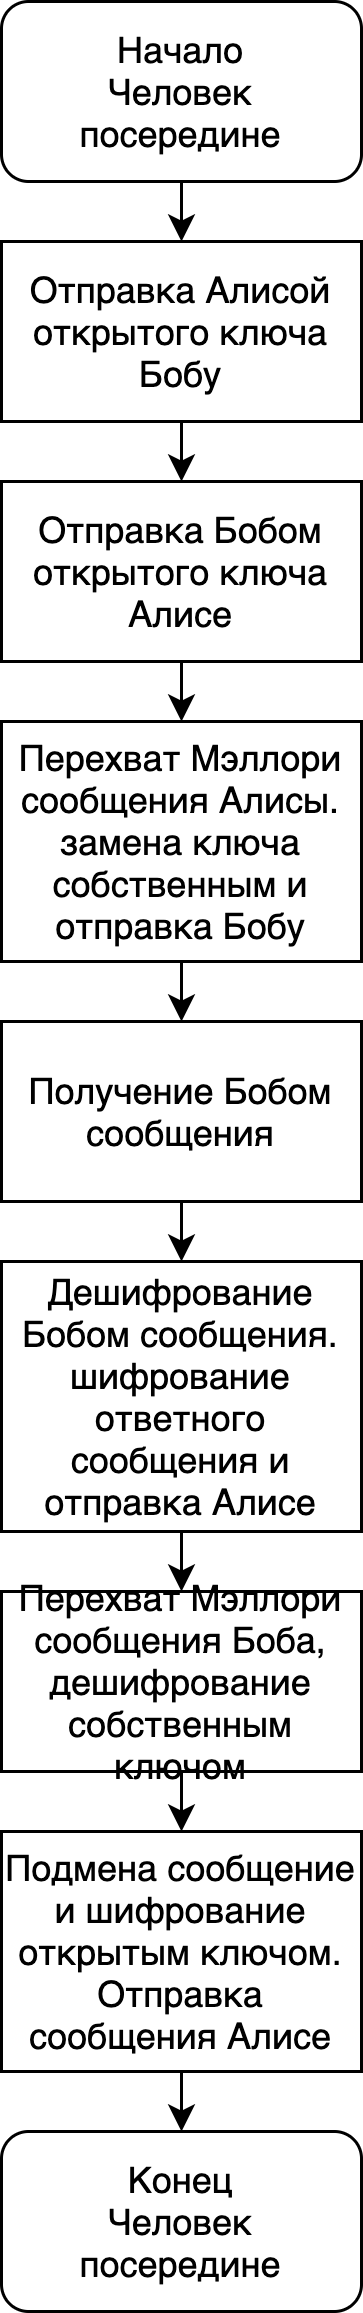 Начало
Человек
посередине
Отправка Алисой
открытого ключа
Бобу
Отправка Бобом
открытого ключа
Алисе
Перехват Мэллори
сообщения Алисы.
замена ключа
собственным и
отправка Бобу
Получение Бобом
сообщения
Дешифрование
Бобом сообщения.
шифрование
ответного
сообщения и
отправка Алисе
Перехват Мэллори
сообщения Боба,
дешифрование
собственным
ключом
Подмена сообщение
и шифрование
открытым ключом.
Отправка
сообщения Алисе
Конец
Человек
посередине